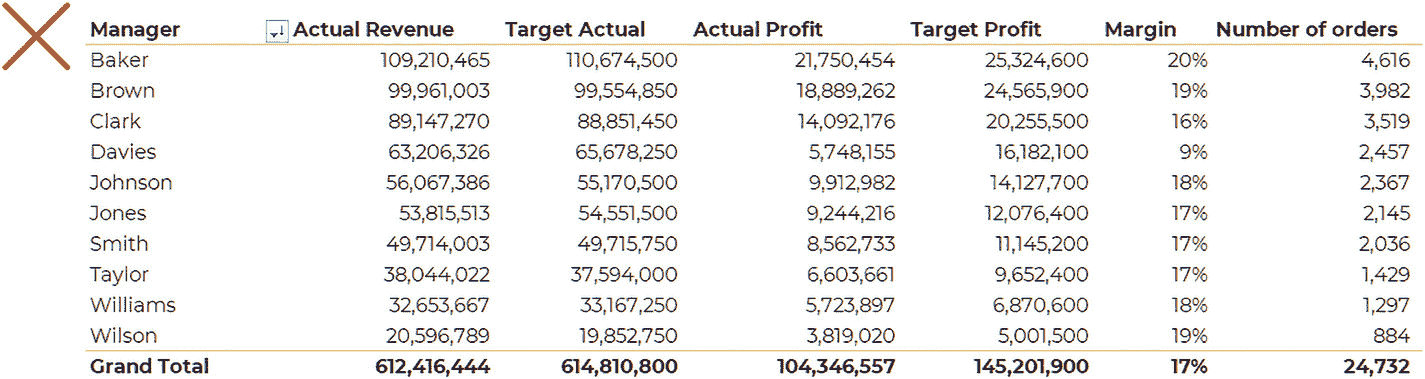 Manager Actual Revenue Target Actual Actual Profit Target Profit Margin Number of orders
Baker 109,210,465 110,674,500 21,750,454 25,324,600 20% 4,616
Brown 99,961,003 99,554,850 18,889,262 24,565,900 19% 3,982
Clark 89,147,270 88,851,450 14,092,176 20,255,500 16% 3,519
Davies 63,206,326 65,678,250 5,748,155 16,182,100 9% 2,457
Johnson 56,067,386 55,170,500 9,912,982 14,127,700 18% 2,367
Jones 53,815,513 54,551,500 9,244,216 12,076,400 17% 2,145
Smith 49,714,003 49,715,750 8,562,733 11,145,200 17% 2,036
Taylor 38,044,022 37,594,000 6,603,661 9,652,400 17% 1,429
Williams 32,653,667 33,167,250 5,723,897 6,870,600 18% 1,297
Wilson 20,596,789 19,852,750 3,819,020 5,001,500 19% 884
Grand Total 612,416,444 614,810,800 104,346,557 145,201,900 17% 24,732